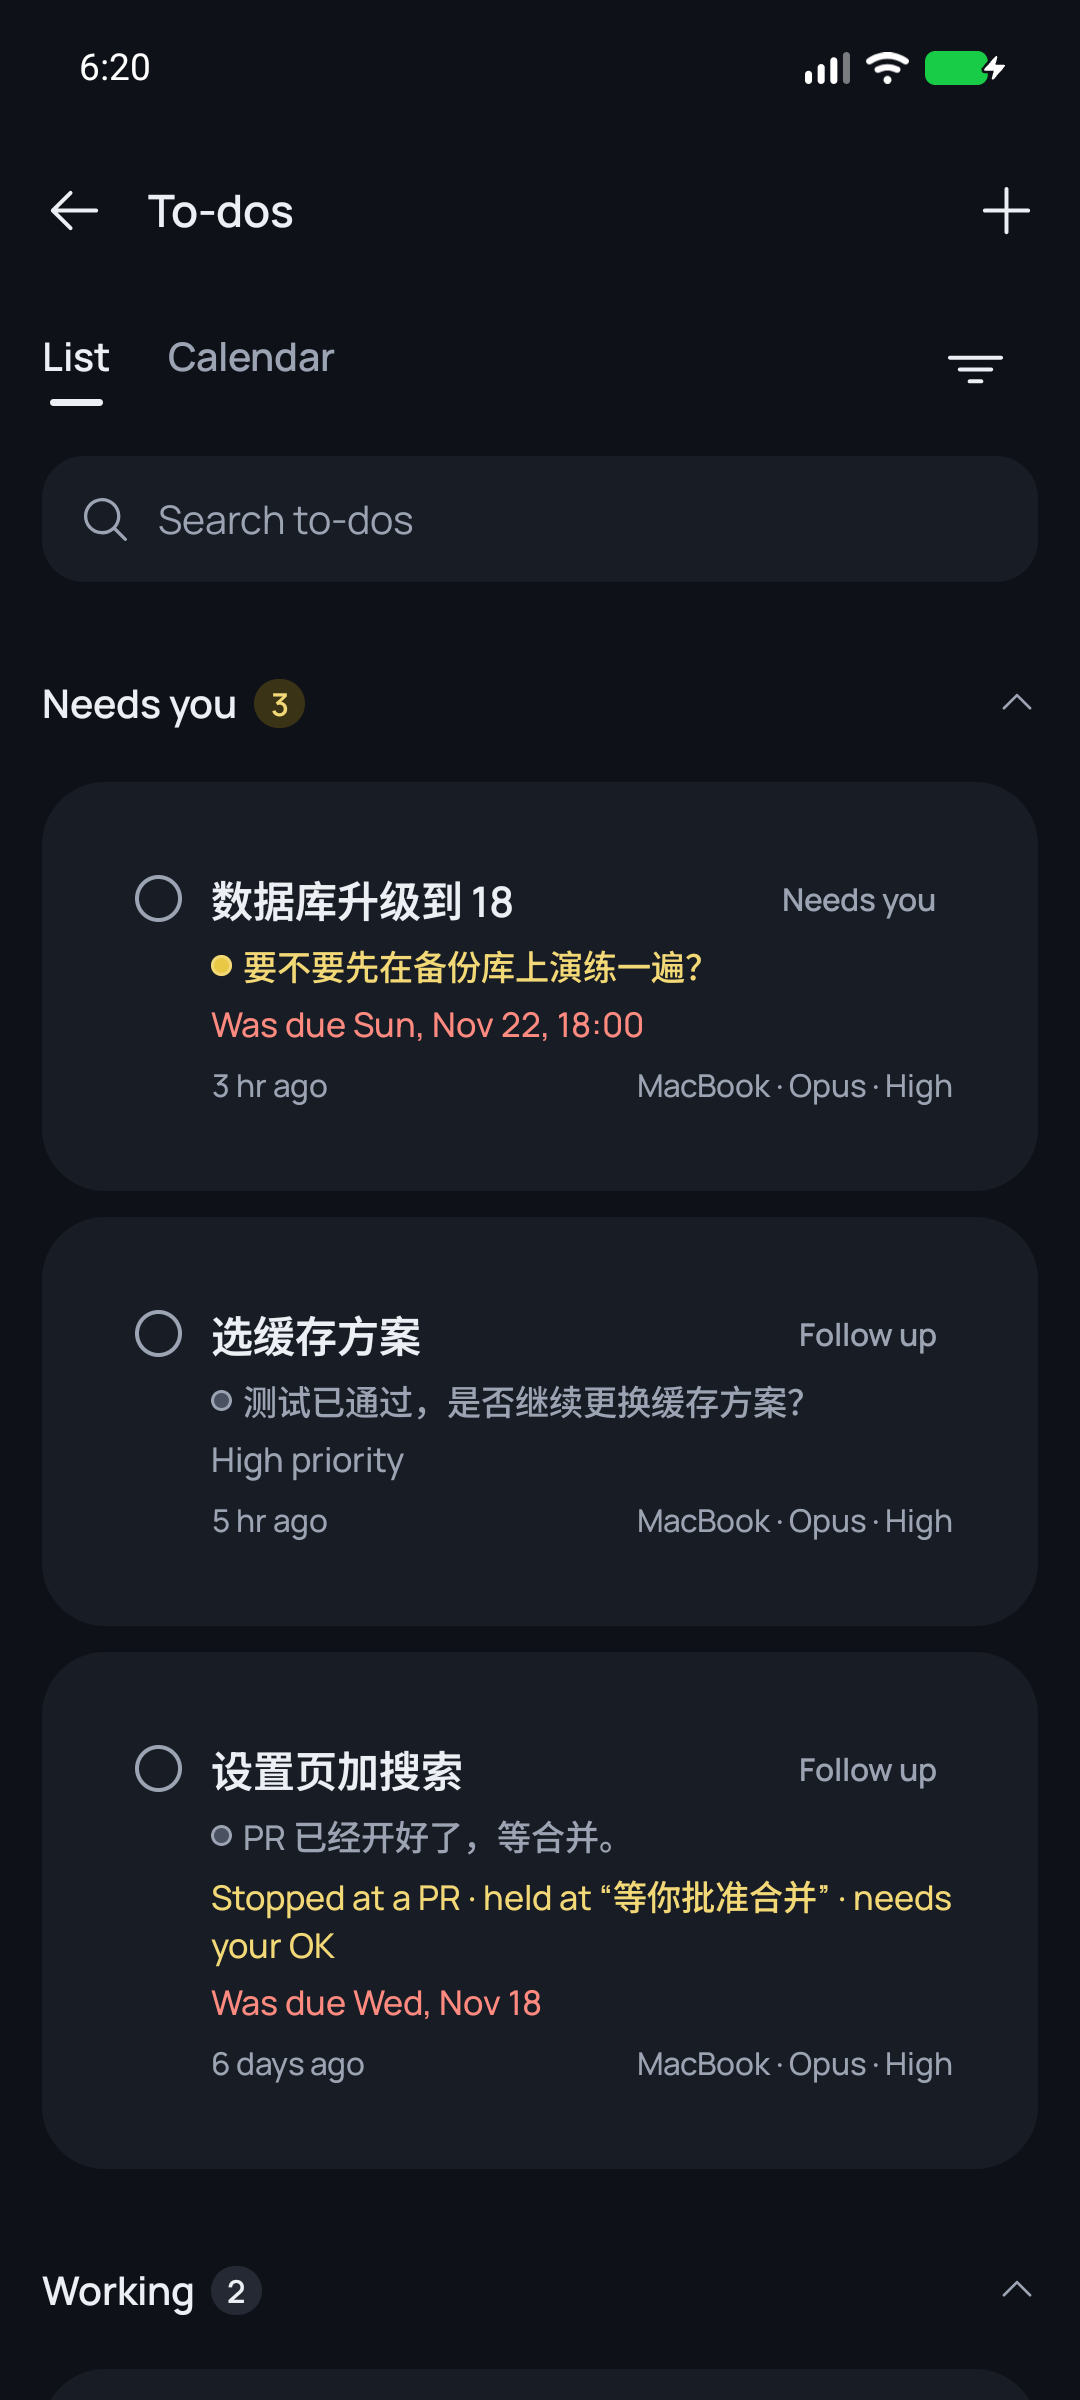 6:20
To-dos
List
Calendar
Search to-dos
Needs you 3
数据库升级到 18
Needs you
要不要先在备份库上演练一遍？
Was due Sun, Nov 22, 18:00
3 hr ago
MacBook · Opus · High
选缓存方案
Follow up
测试已通过，是否继续更换缓存方案？
High priority
5 hr ago
MacBook · Opus · High
设置页加搜索
Follow up
PR 已经开好了，等合并。
Stopped at a PR · held at “等你批准合并” · needs
your OK
Was due Wed, Nov 18
6 days ago
MacBook · Opus · High
Working 2